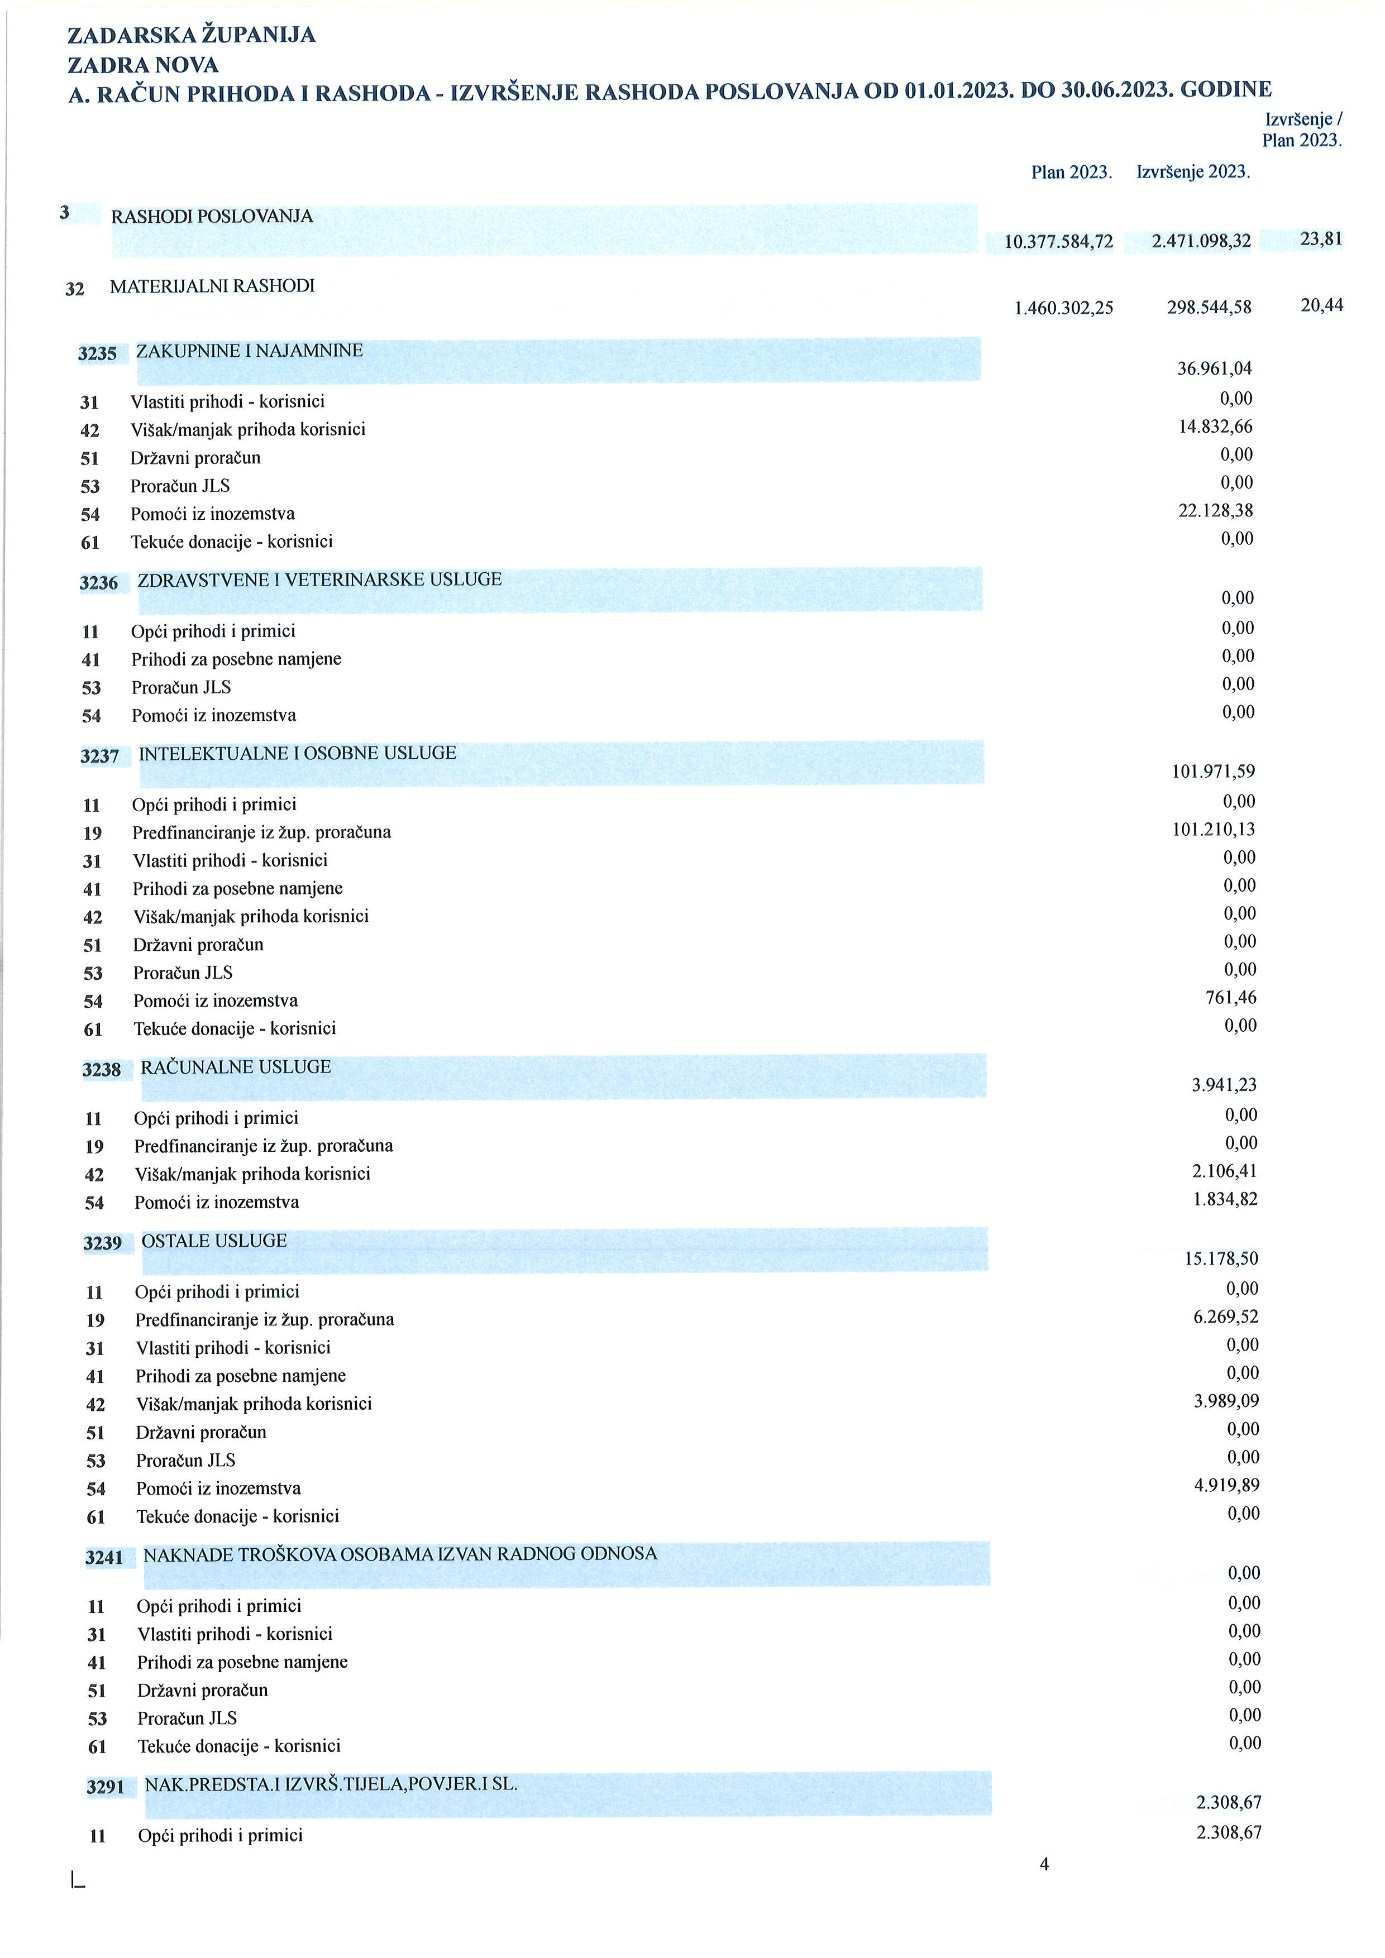 ZADARSKA ŽUPANIJA
ZADRA NOVA
A. RAČUN PRIHODA I RASHODA - IZVRŠENJE RASHODA POSLOVANJA OD 01.01.2023. DO 30.06.2023. GODINE
Izvršenje /
Plan 2023.
Plan 2023. Izvršenje 2023.
3 RASHODI POSLOVANJA
10.377.584,72 2.471.098,32 23,81
32 MATERIJALNI RASHODI
1.460.302,25 298.544,58 20,44
3235 ZAKUPNINE I NAJAMNINE
36.961,04
31 Vlastiti prihodi - korisnici 0,00
42 Višak/manjak prihoda korisnici 14.832,66
51 Državni proračun 0,00
53 Proračun JLS 0,00
54 Pomoći iz inozemstva 22.128,38
61 Tekuće donacije - korisnici 0,00
3236 ZDRAVSTVENE I VETERINARSKE USLUGE
0,00
11 Opći prihodi i primici 0,00
41 Prihodi za posebne namjene 0,00
53 Proračun JLS 0,00
54 Pomoći iz inozemstva 0,00
3237 INTELEKTUALNE I OSOBNE USLUGE
101.971,59
11 Opći prihodi i primici 0,00
19 Predfinanciranje iz žup. proračuna 101.210,13
31 Vlastiti prihodi - korisnici 0,00
41 Prihodi za posebne namjene 0,00
42 Višak/manjak prihoda korisnici 0,00
51 Državni proračun 0,00
53 Proračun JLS 0,00
54 Pomoći iz inozemstva 761,46
61 Tekuće donacije - korisnici 0,00
3238 RAČUNALNE USLUGE
3.941,23
11 Opći prihodi i primici 0,00
19 Predfinanciranje iz žup. proračuna 0,00
42 Višak/manjak prihoda korisnici 2.106,41
54 Pomoći iz inozemstva 1.834,82
3239 OSTALE USLUGE
15.178,50
11 Opći prihodi i primici 0,00
19 Predfinanciranje iz žup. proračuna 6.269,52
31 Vlastiti prihodi - korisnici 0,00
41 Prihodi za posebne namjene 0,00
42 Višak/manjak prihoda korisnici 3.989,09
51 Državni proračun 0,00
53 Proračun JLS 0,00
54 Pomoći iz inozemstva 4.919,89
61 Tekuće donacije - korisnici 0,00
3241 NAKNADE TROŠKOVA OSOBAMA IZVAN RADNOG ODNOSA
0,00
11 Opći prihodi i primici 0,00
31 Vlastiti prihodi - korisnici 0,00
41 Prihodi za posebne namjene 0,00
51 Državni proračun 0,00
53 Proračun JLS 0,00
61 Tekuće donacije - korisnici 0,00
3291 NAK.PREDSTA.I IZVRŠ.TIJELA,POVJER.I SL.
2.308,67
11 Opći prihodi i primici 2.308,67
4